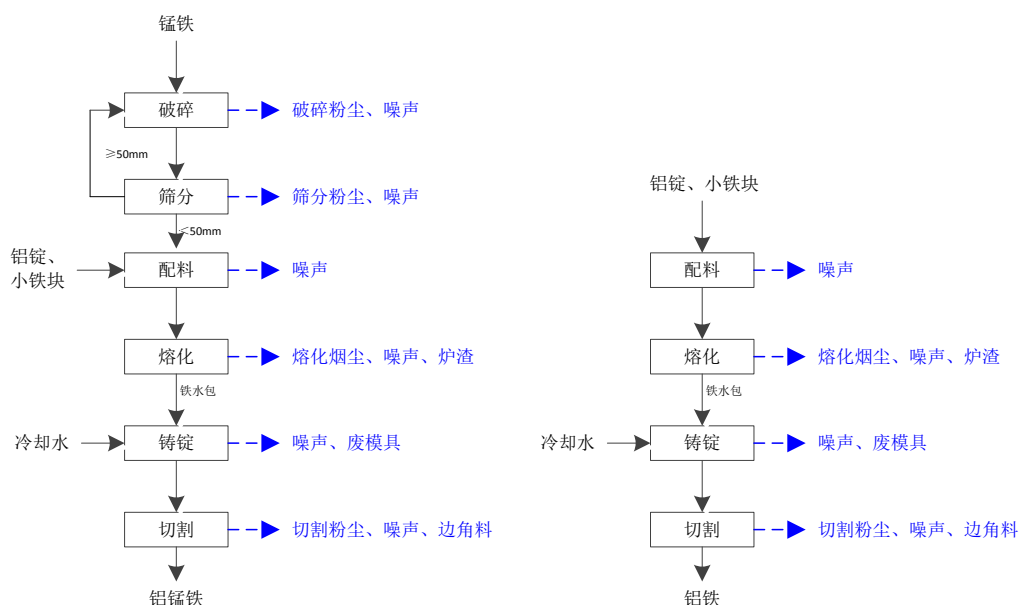 锰铁
破碎
破碎粉尘、噪声
≥50mm
筛分
筛分粉尘、噪声
≤50mm
铝锭、
小铁块
配料
噪声
熔化
熔化烟尘、噪声、炉渣
铁水包
冷却水
铸锭
噪声、废模具
切割
切割粉尘、噪声、边角料
铝锰铁
铝锭、小铁块
配料
噪声
熔化
熔化烟尘、噪声、炉渣
铁水包
冷却水
铸锭
噪声、废模具
切割
切割粉尘、噪声、边角料
铝铁